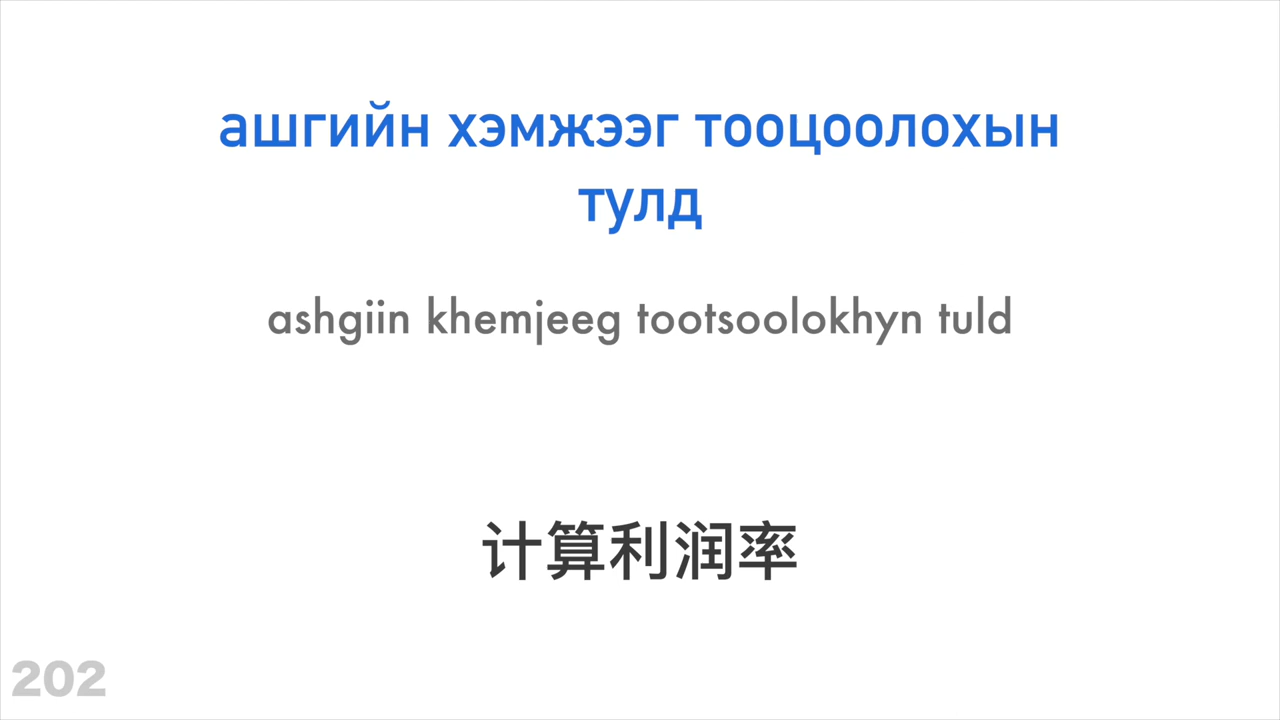 ашгийн хэмжээг тооцоолохын
тулд
ashgiin khemjeeg tootsoolokhyn tuld
计算利润率
202